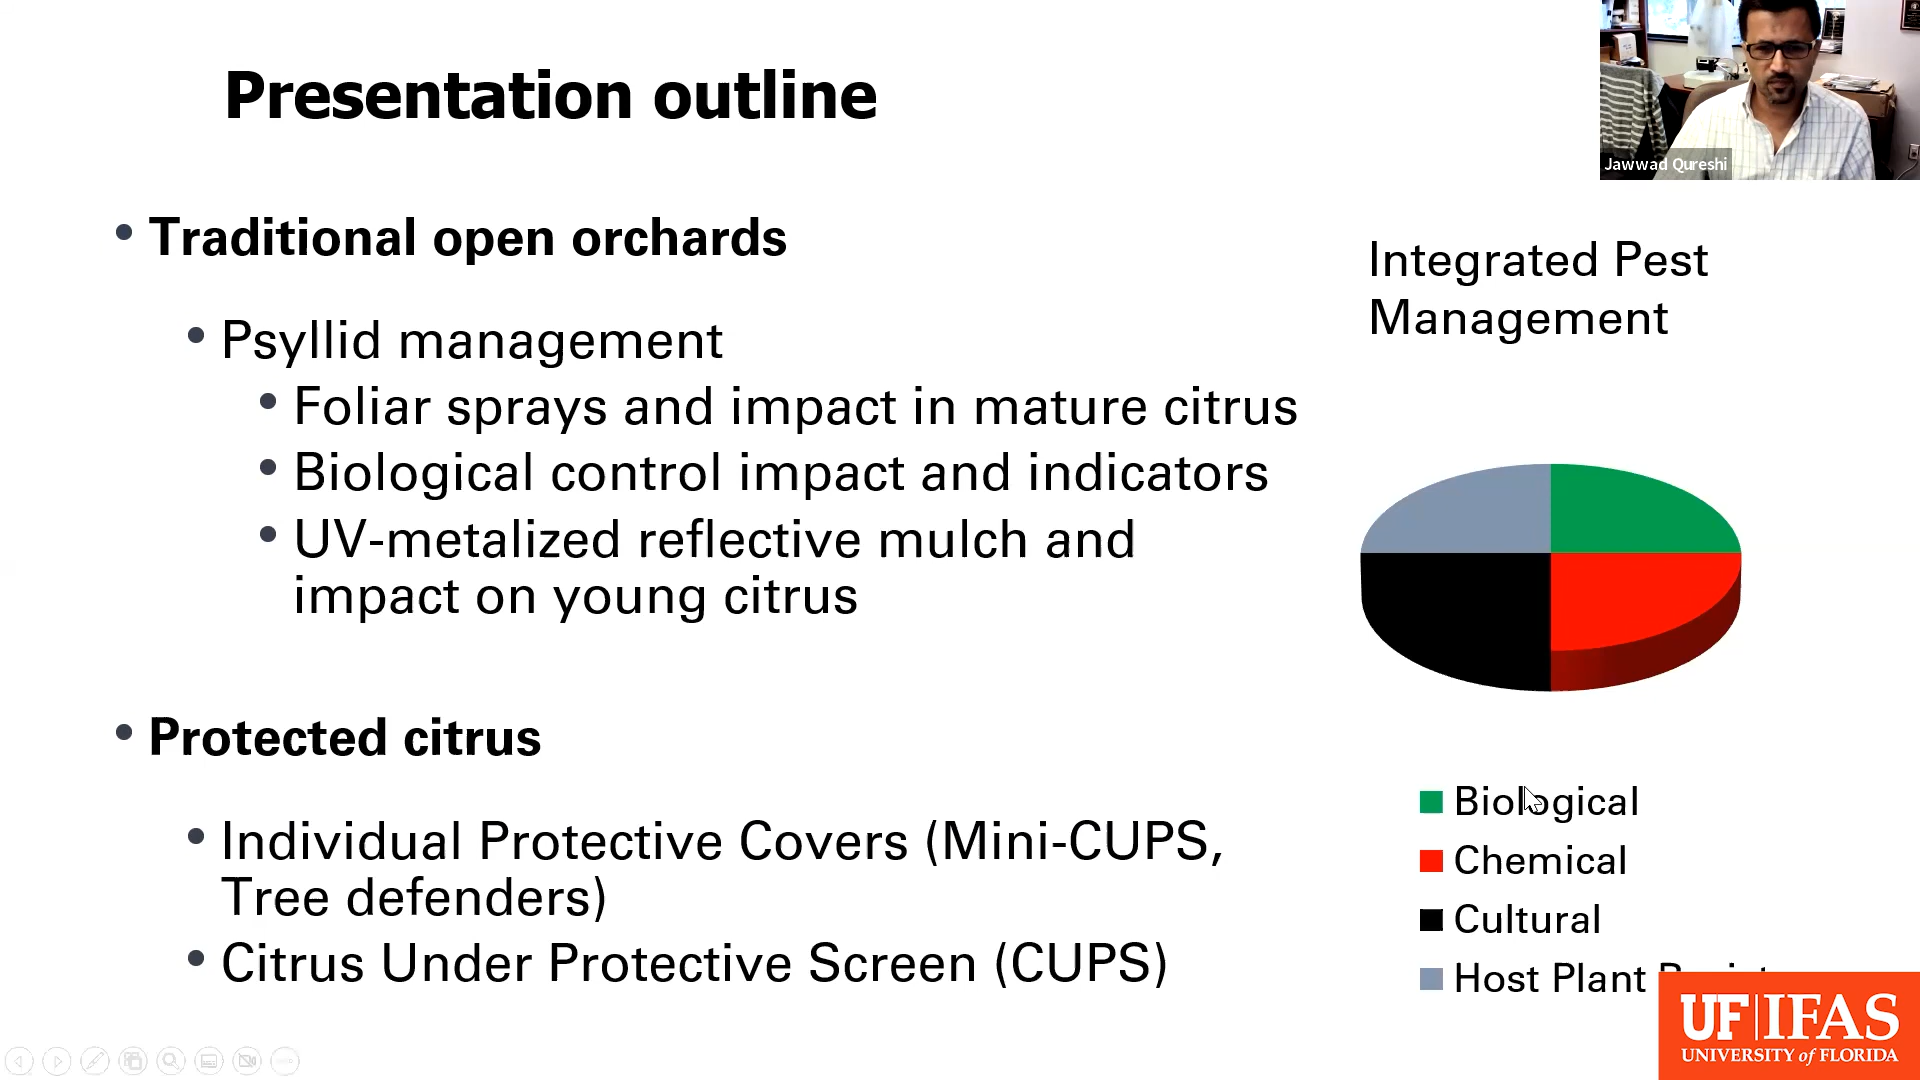 Presentation outline
Jawwad Qureshi
• Traditional open orchards
• Psyllid management
• Foliar sprays and impact in mature citrus
• Biological control impact and indicators
• UV-metalized reflective mulch and
impact on young citrus
• Protected citrus
• Individual Protective Covers (Mini-CUPS,
Tree defenders)
• Citrus Under Protective Screen (CUPS)
Integrated Pest
Management
Biological
Chemical
Cultural
Host Plant
UF|IFAS
UNIVERSITY of FLORIDA